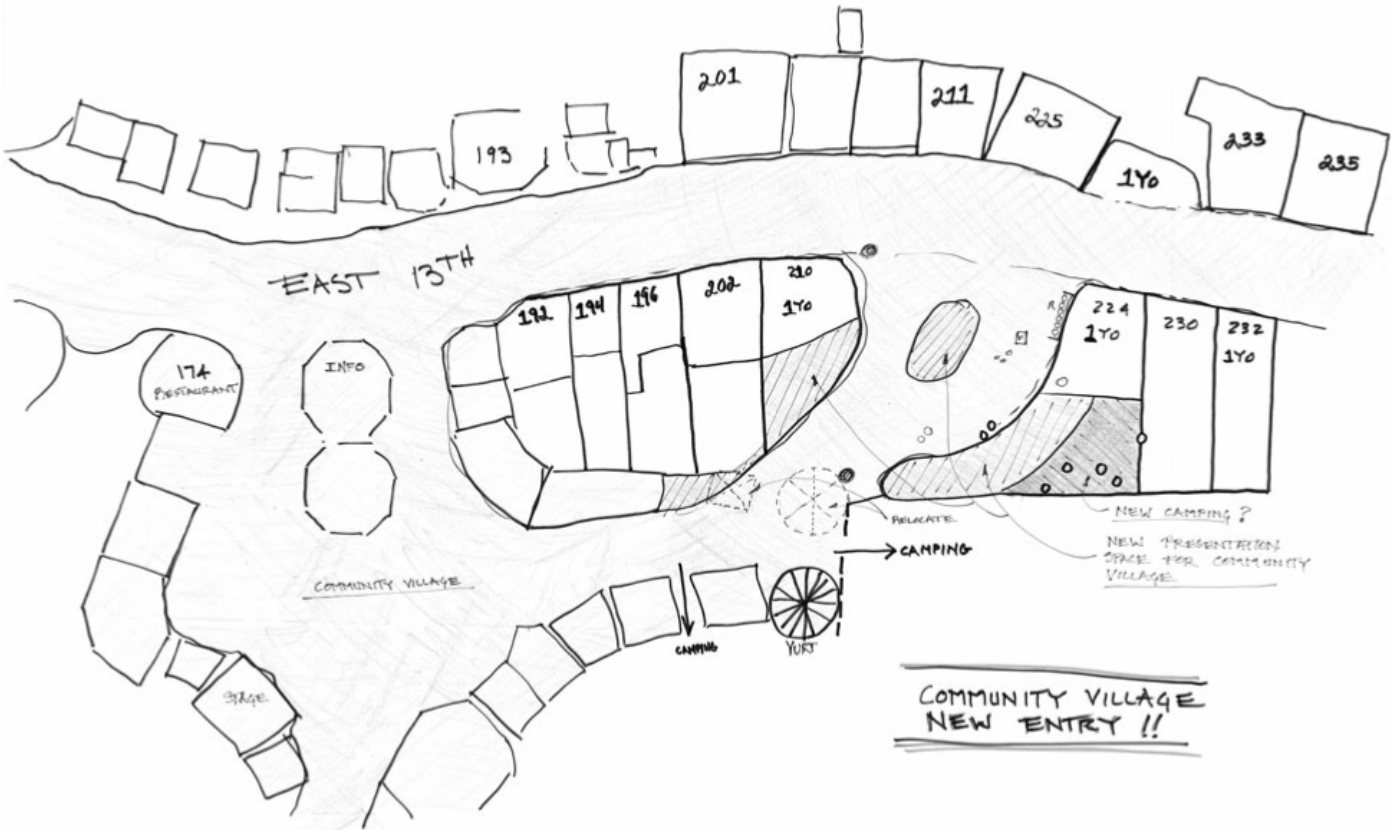 201
211
225
193
1YO
233
235
EAST 13TH
192
194
196
202
210
1YO
224
1YO
230
232
1YO
174
RESTAURANT
INFO
RELOCATE
NEW CAMPING?
CAMPING
NEW PRESENTATION
SPACE FOR COMMUNITY
VILLAGE
COMMUNITY VILLAGE
CAMPING
YURT
STAGE
COMMUNITY VILLAGE
NEW ENTRY !!